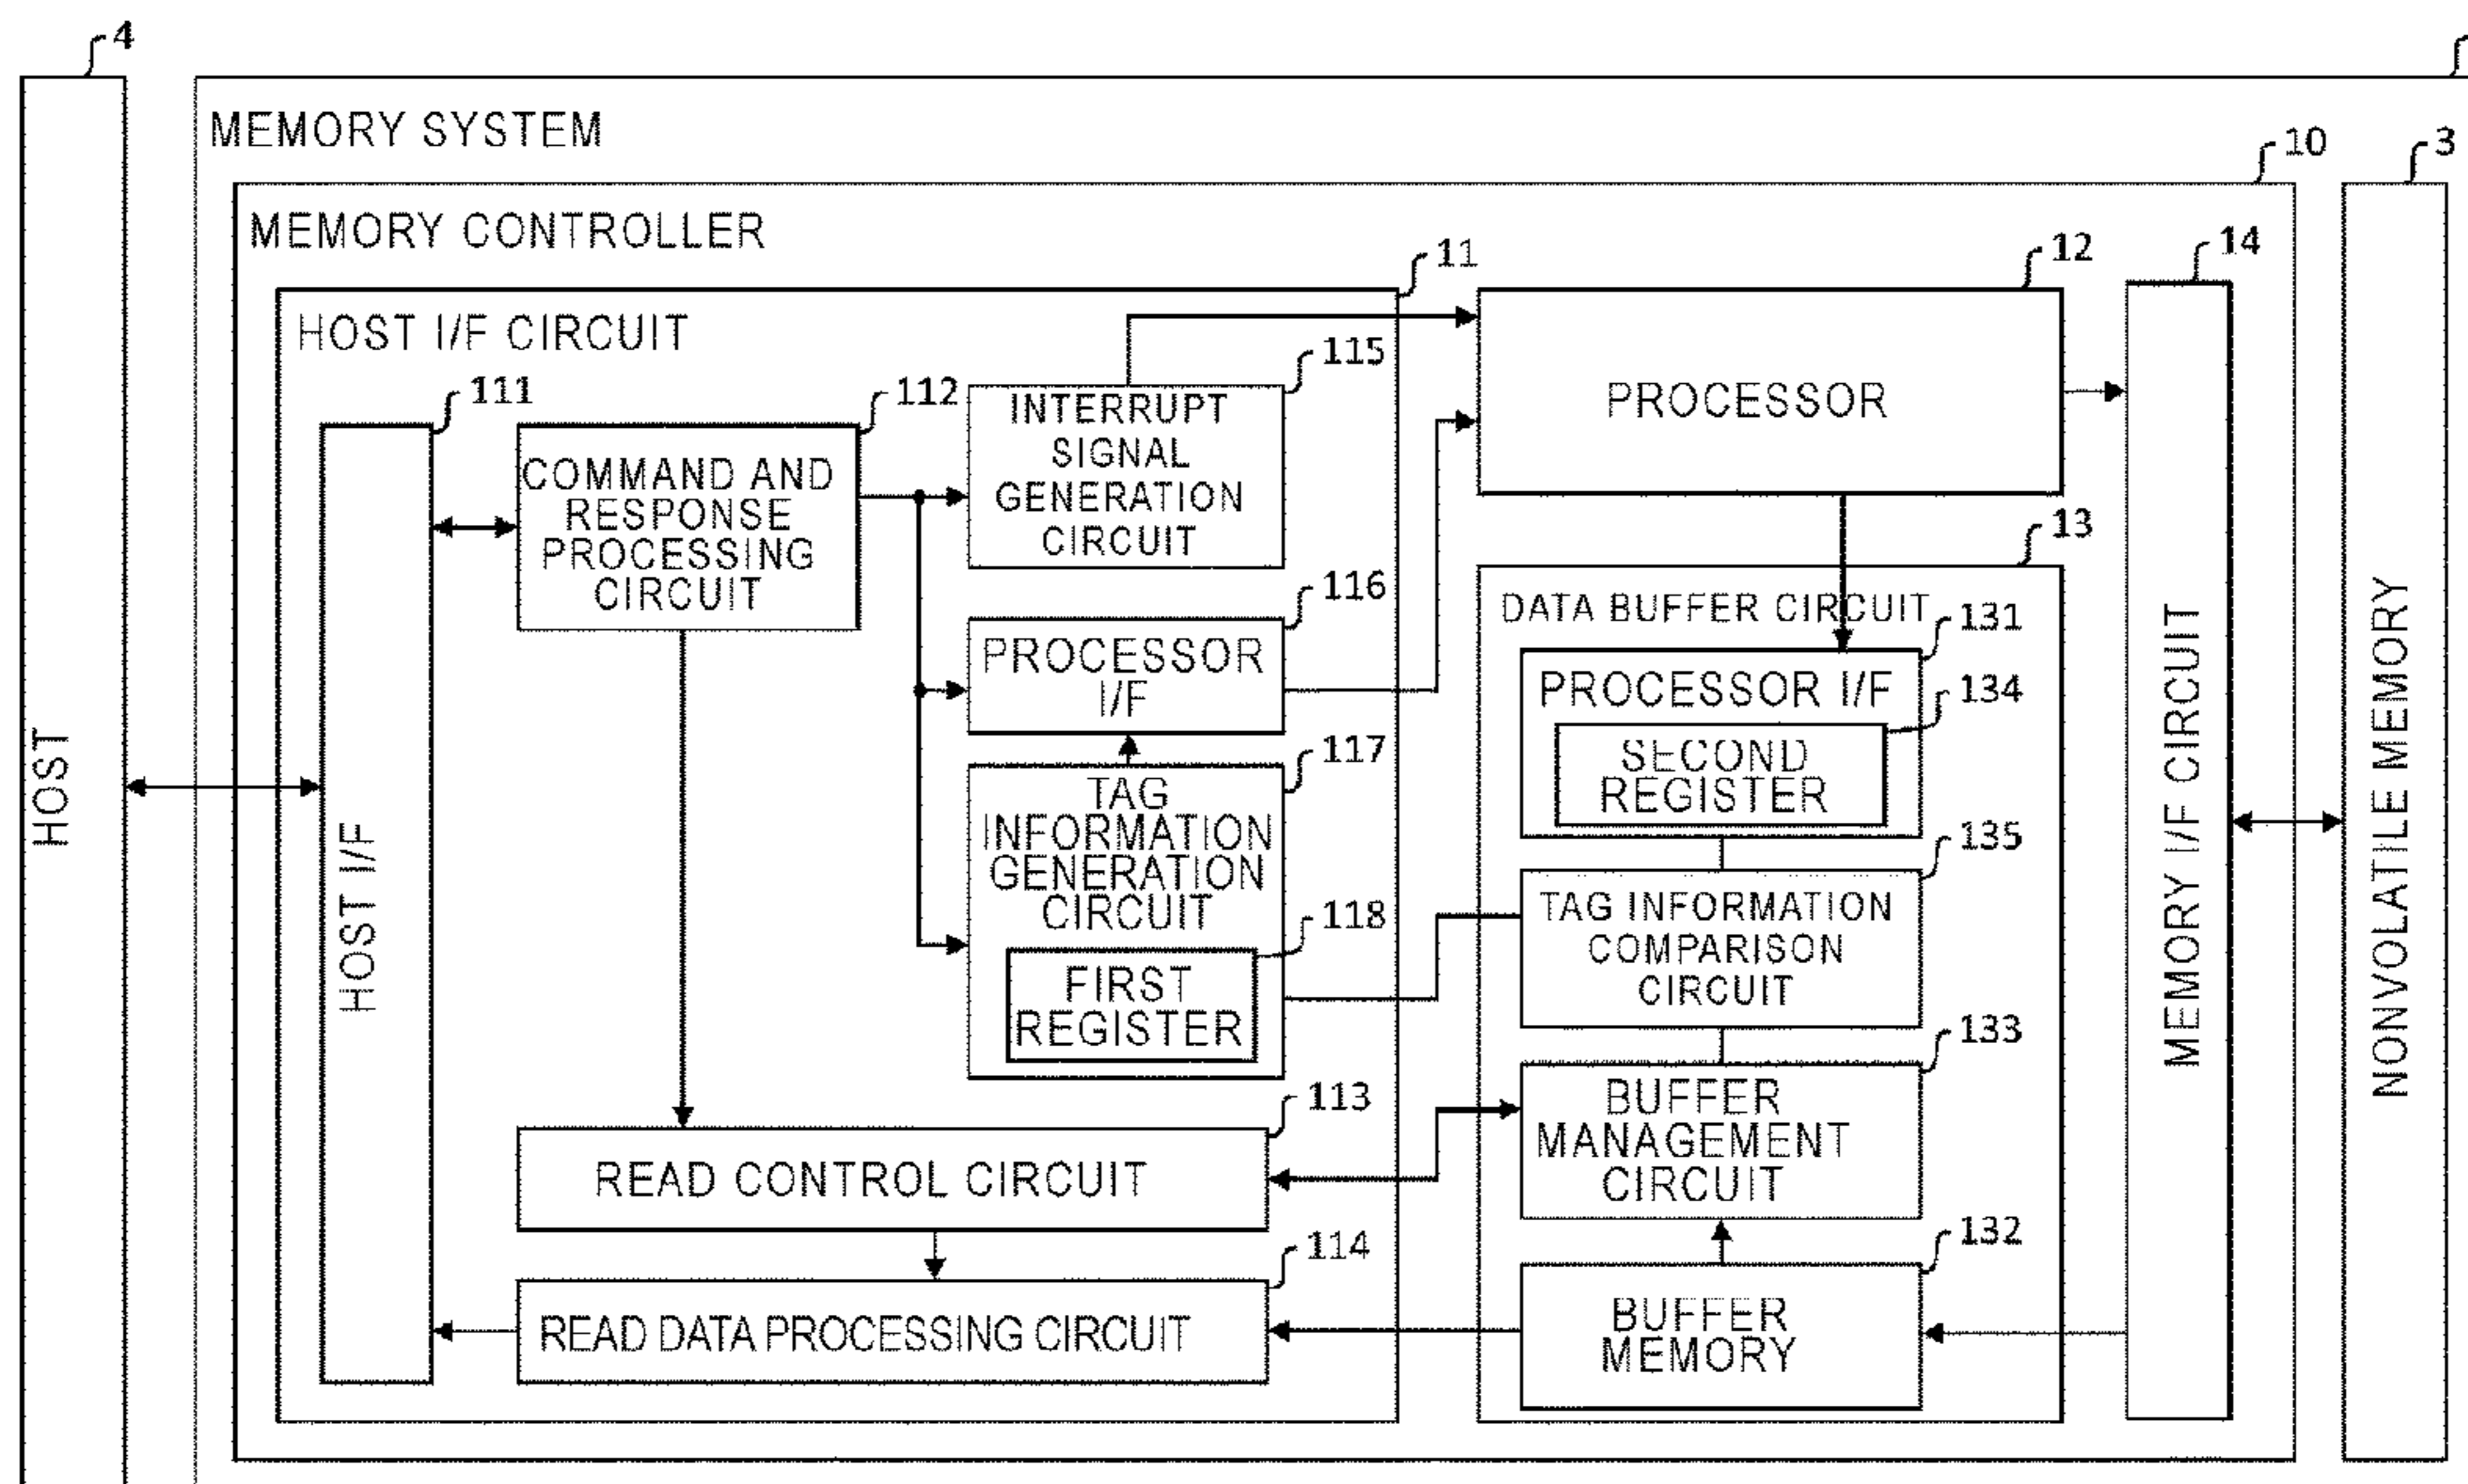 4
MEMORY SYSTEM
10
3
MEMORY CONTROLLER
11
12
14
HOST I/F CIRCUIT
115
PROCESSOR
111
112
INTERRUPT
SIGNAL
GENERATION
CIRCUIT
COMMAND AND
RESPONSE
PROCESSING
CIRCUIT
13
116
DATA BUFFER CIRCUIT
131
PROCESSOR
I/F
PROCESSOR I/F
134
SECOND
REGISTER
117
TAG
INFORMATION
GENERATION
CIRCUIT
HOST
HOST I/F
135
TAG INFORMATION
COMPARISON
CIRCUIT
MEMORY I/F CIRCUIT
NONVOLATILE MEMORY
118
FIRST
REGISTER
133
BUFFER
MANAGEMENT
CIRCUIT
113
READ CONTROL CIRCUIT
132
BUFFER
MEMORY
114
READ DATA PROCESSING CIRCUIT